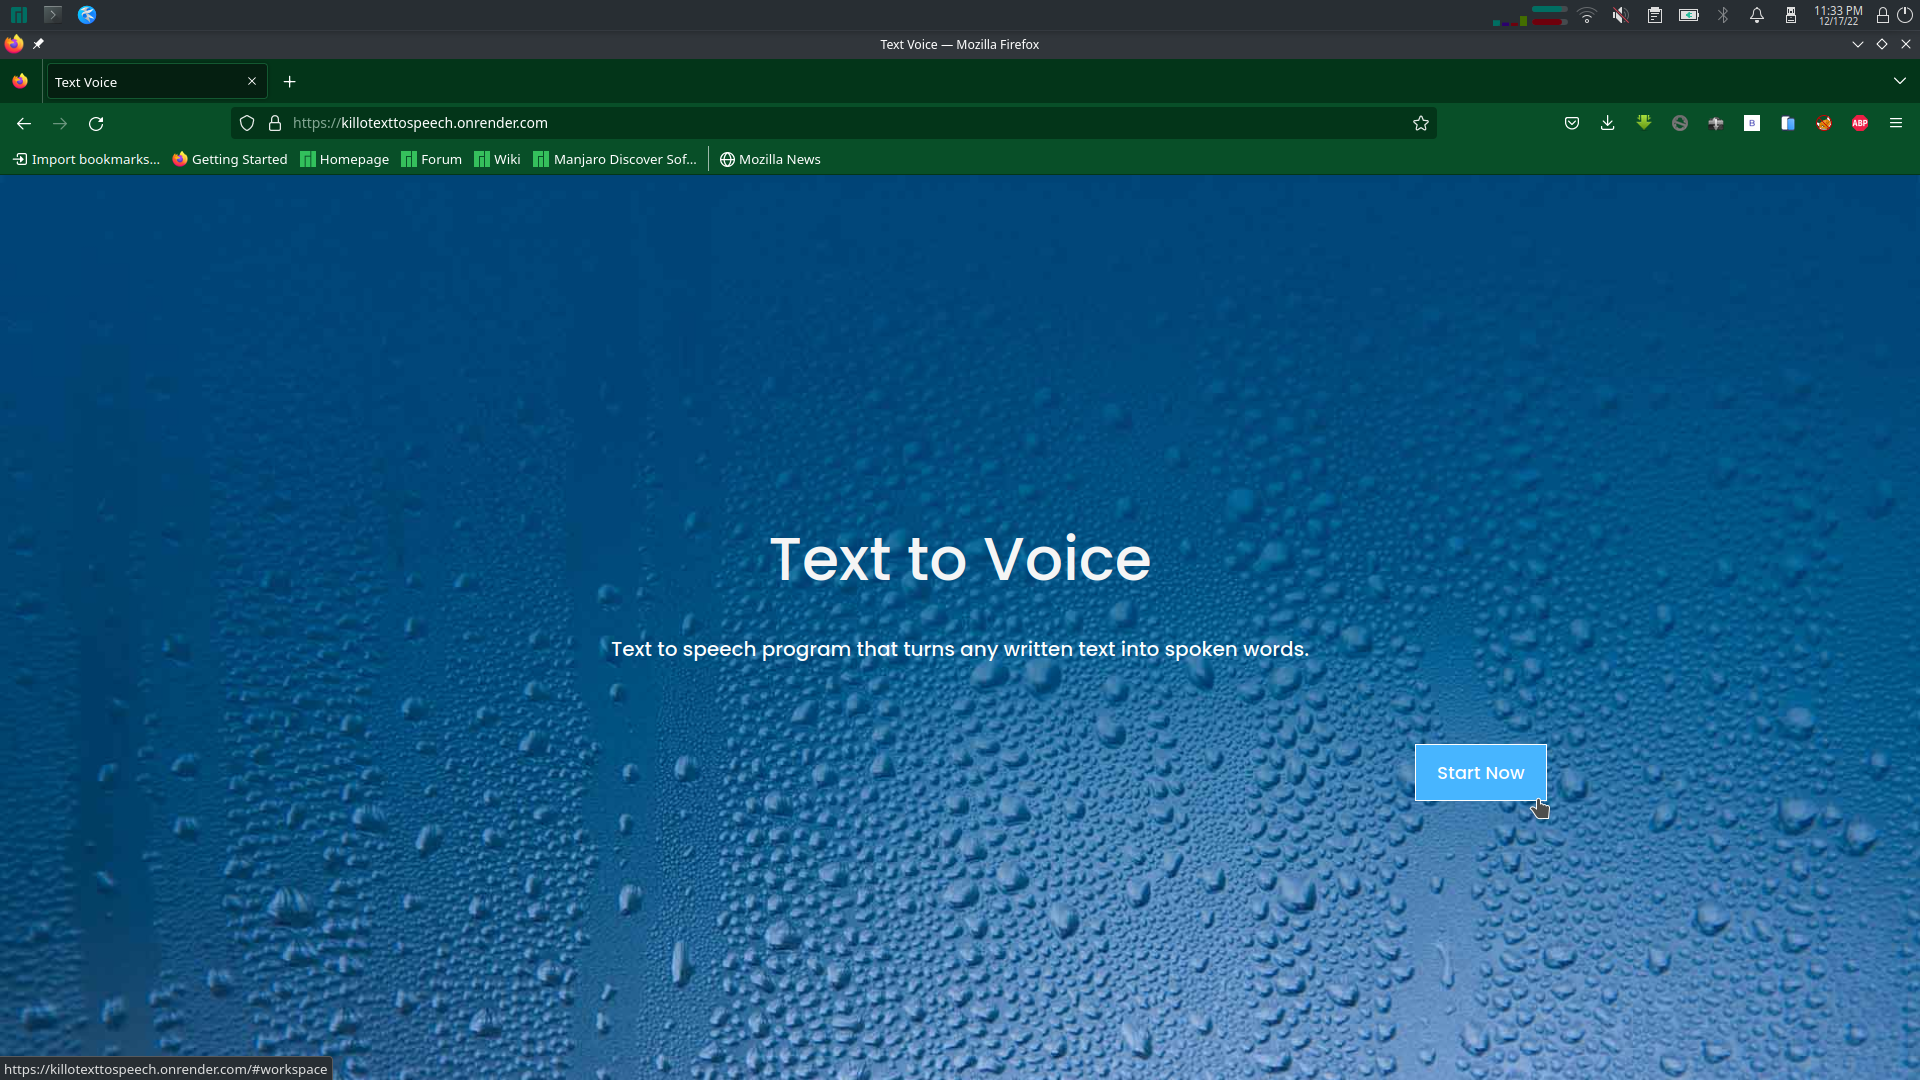 11:33 PM
12/17/22
Text Voice — Mozilla Firefox
Text Voice
https://killotexttospeech.onrender.com
B
ABP
Import bookmarks...
Getting Started
Homepage
Forum
Wiki
Manjaro Discover Sof...
Mozilla News
Text to Voice
Text to speech program that turns any written text into spoken words.
Start Now
https://killotexttospeech.onrender.com/#workspace